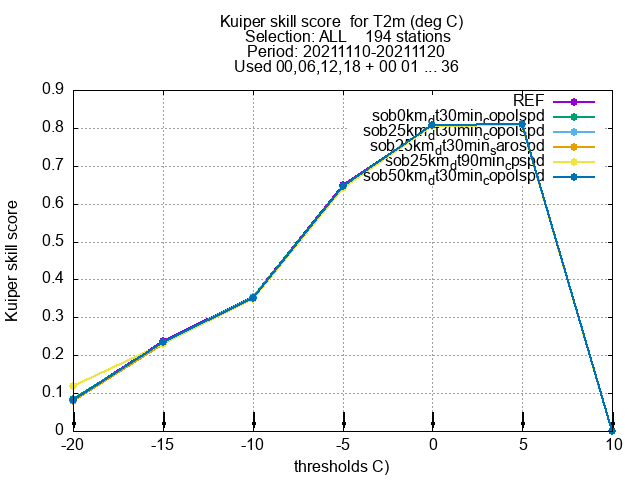 Kuiper skill score  for T2m (deg C)
Selection: ALL    194 stations
Period: 20211110-20211120
Used 00,06,12,18 + 00 01 ... 36
REF
sob0km_dt30min_copolspd
sob25km_dt30min_copolspd
sob25km_dt30min_sarospd
sob25km_dt90min_cpspd
sob50km_dt30min_copolspd
Kuiper skill score
0.9
0.8
0.7
0.6
0.5
0.4
0.3
0.2
0.1
0
-20 -15 -10 -5 0 5 10
thresholds C)